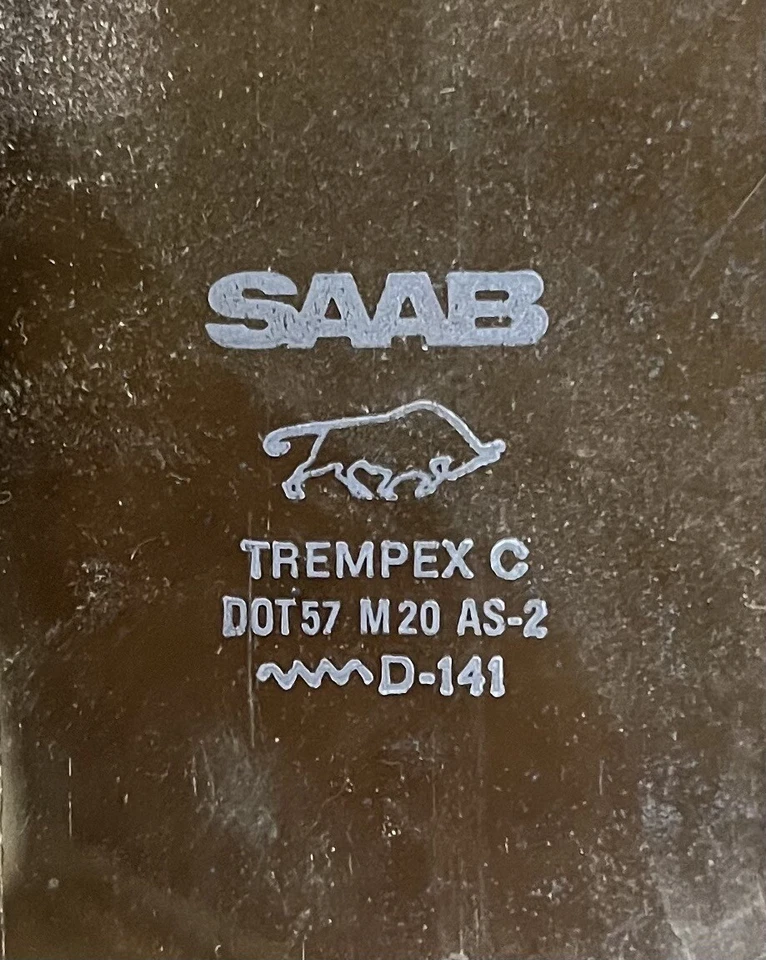 SAAB
TREMPEX C
DOT57 M20 AS-2
D-141